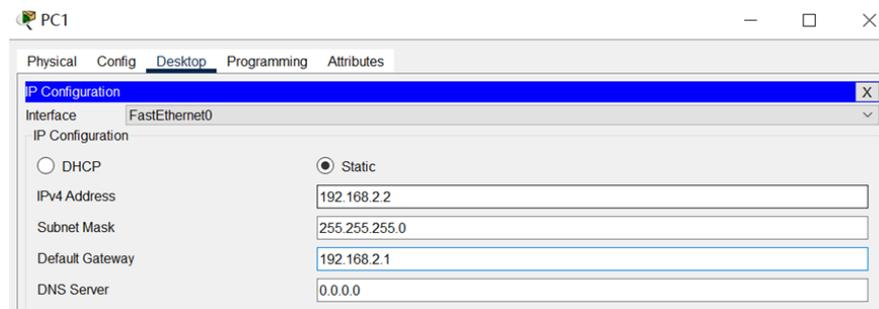 PC1
Physical Config Desktop Programming Attributes
IP Configuration X
Interface FastEthernet0
IP Configuration
DHCP Static
IPv4 Address 192.168.2.2
Subnet Mask 255.255.255.0
Default Gateway 192.168.2.1
DNS Server 0.0.0.0